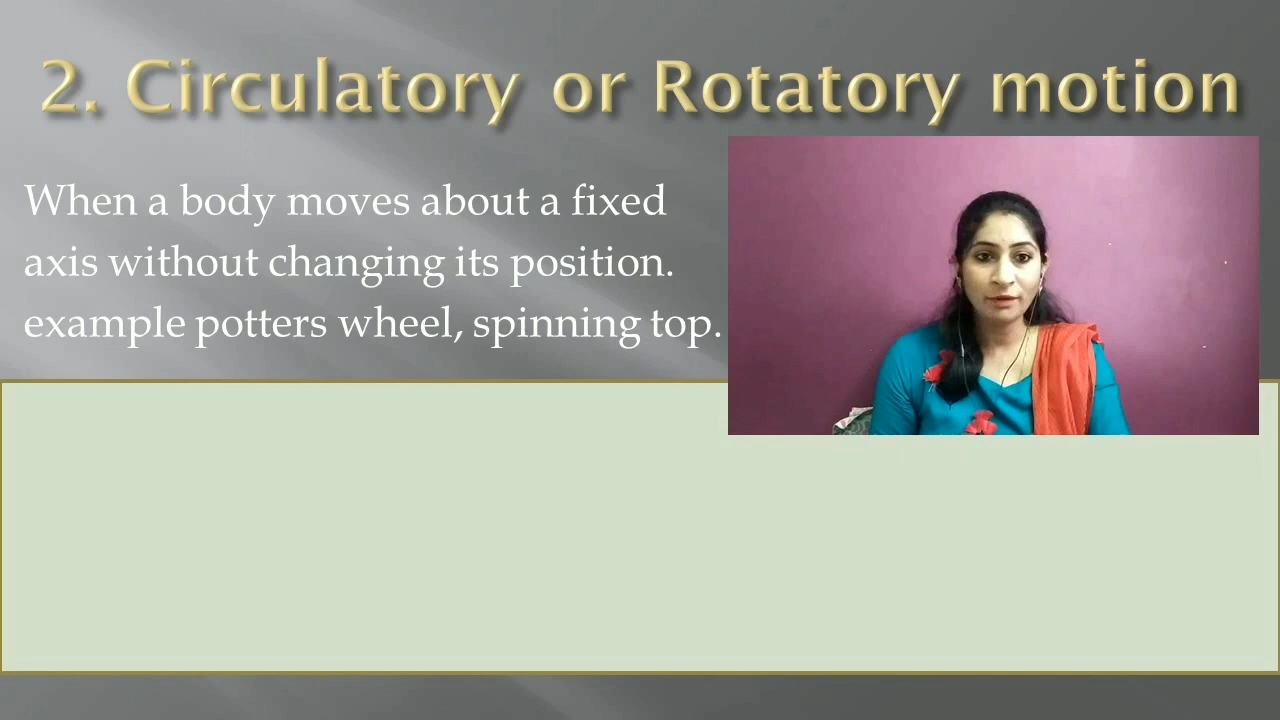 2. Circulatory or Rotatory motion
When a body moves about a fixed
axis without changing its position.
example potters wheel, spinning top.